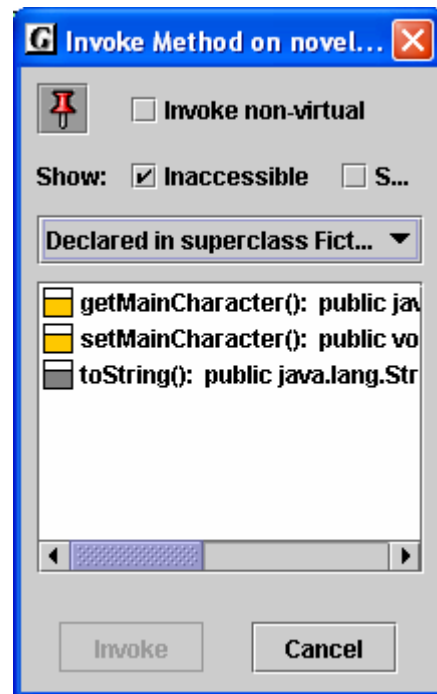 G Invoke Method on novel...
Invoke non-virtual
Show: Inaccessible S...
Declared in superclass Fict...
getMainCharacter(): public jav
setMainCharacter(): public vo
toString(): public java.lang.Str
Invoke Cancel